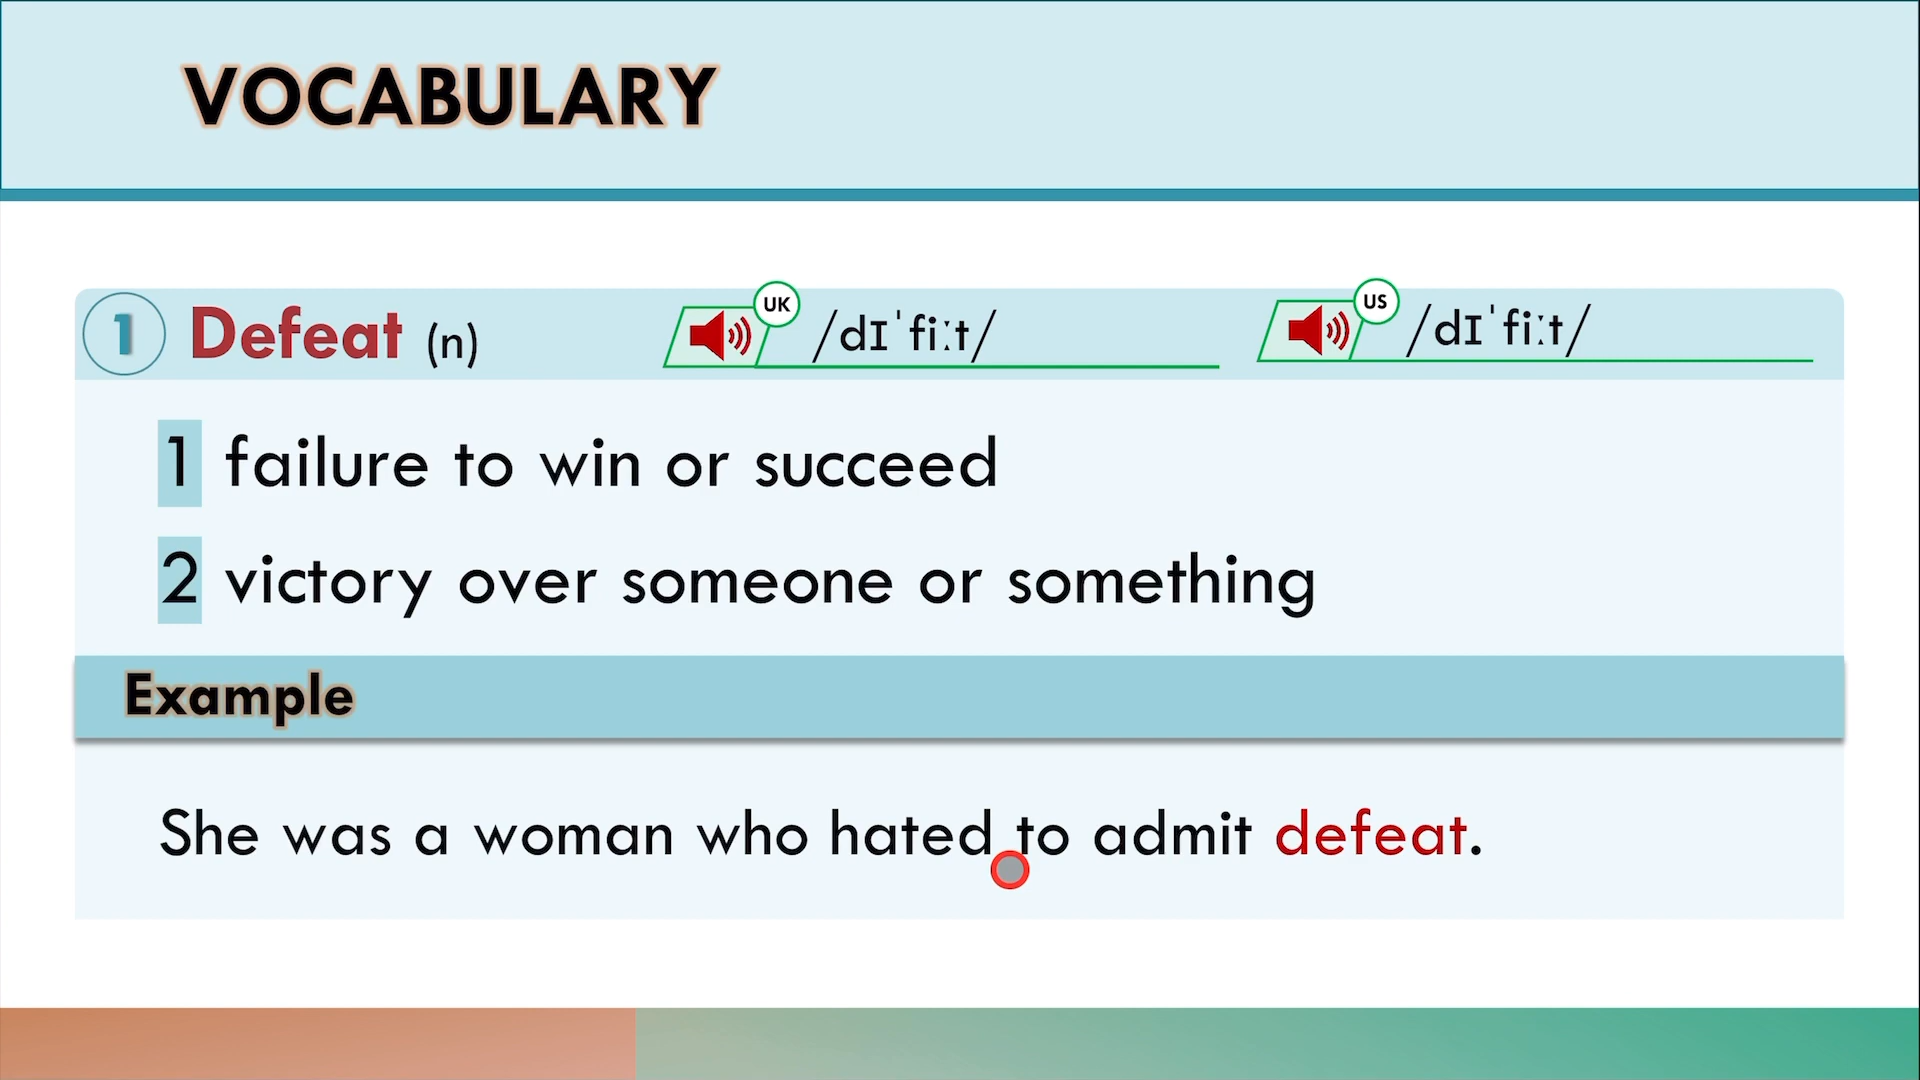 VOCABULARY
1 Defeat (n) UK /dɪˈfiːt/ US /dɪˈfiːt/
1 failure to win or succeed
2 victory over someone or something
Example
She was a woman who hated to admit defeat.